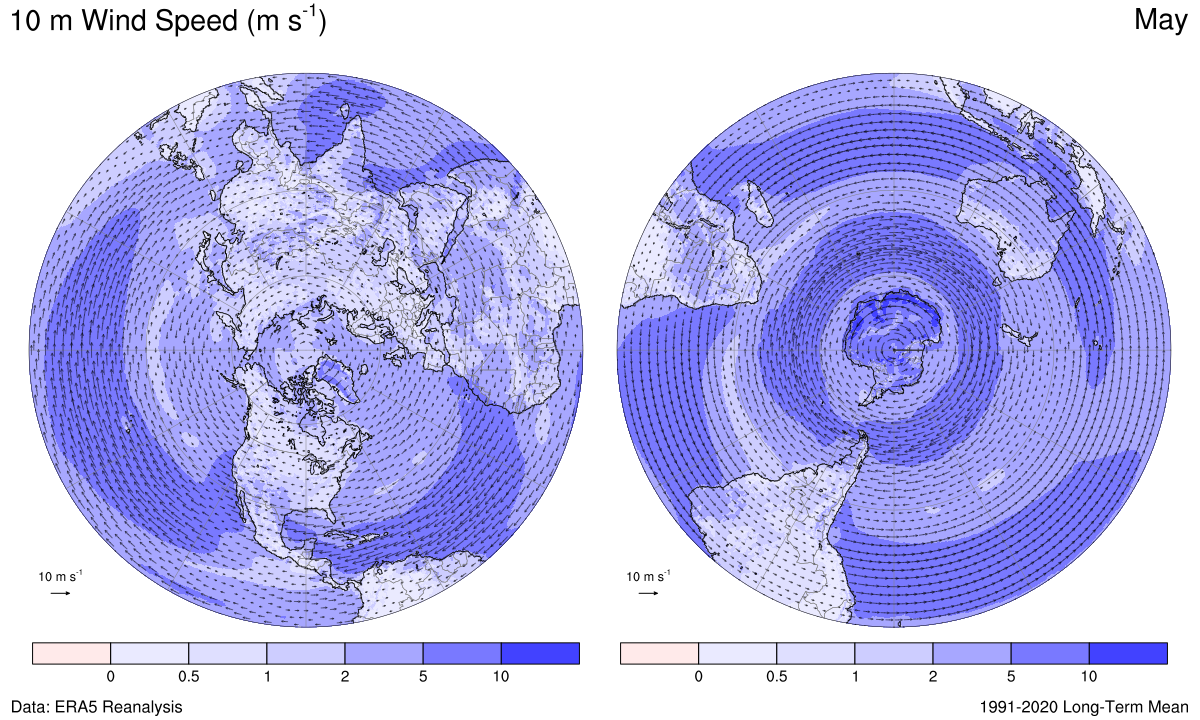 10 m Wind Speed (m s⁻¹) May
10 m s⁻¹ 10 m s⁻¹
0 0.5 1 2 5 10 0 0.5 1 2 5 10
Data: ERA5 Reanalysis 1991-2020 Long-Term Mean